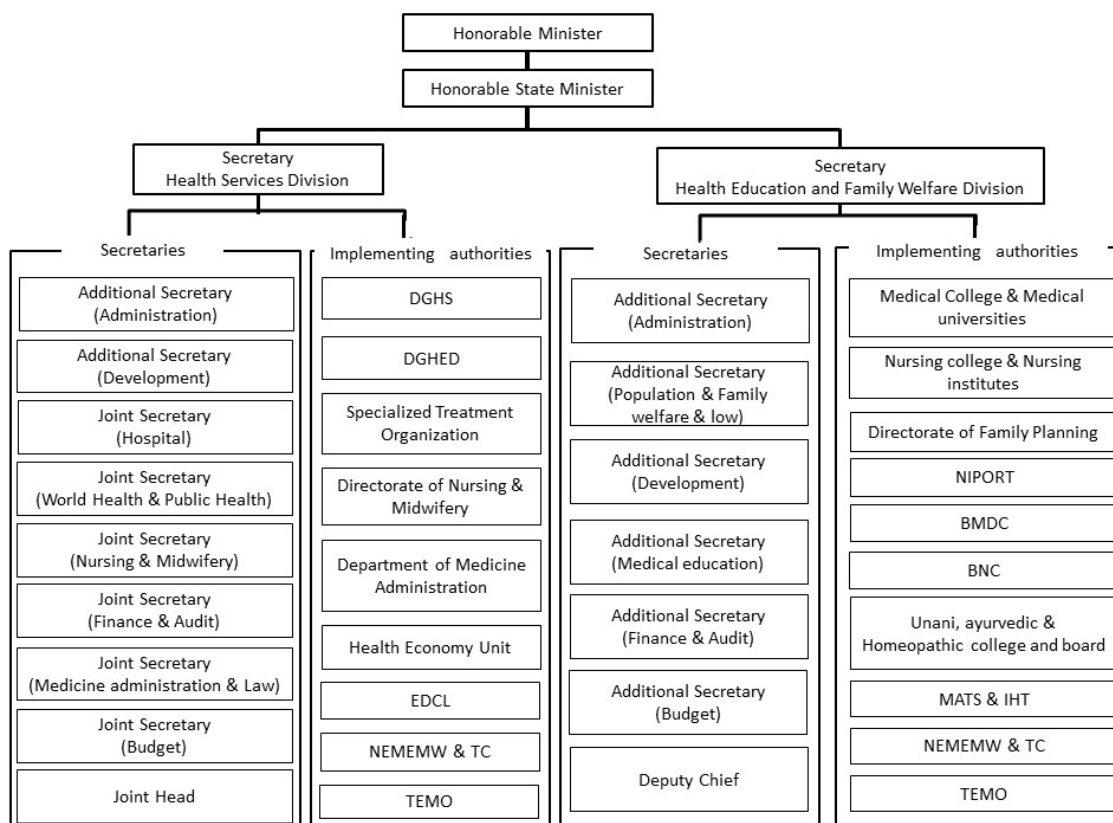 Honorable Minister
Honorable State Minister
Secretary
Health Services Division
Secretary
Health Education and Family Welfare Division
Secretaries
Additional Secretary
(Administration)
Additional Secretary
(Development)
Joint Secretary
(Hospital)
Joint Secretary
(World Health & Public Health)
Joint Secretary
(Nursing & Midwifery)
Joint Secretary
(Finance & Audit)
Joint Secretary
(Medicine administration & Law)
Joint Secretary
(Budget)
Joint Head
Implementing authorities
DGHS
DGHED
Specialized Treatment
Organization
Directorate of Nursing &
Midwifery
Department of Medicine
Administration
Health Economy Unit
EDCL
NEMEMW & TC
TEMO
Secretaries
Additional Secretary
(Administration)
Additional Secretary
(Population & Family
welfare & low)
Additional Secretary
(Development)
Additional Secretary
(Medical education)
Additional Secretary
(Finance & Audit)
Additional Secretary
(Budget)
Deputy Chief
Implementing authorities
Medical College & Medical
universities
Nursing college & Nursing
institutes
Directorate of Family Planning
NIPORT
BMDC
BNC
Unani, ayurvedic &
Homeopathic college and board
MATS & IHT
NEMEMW & TC
TEMO